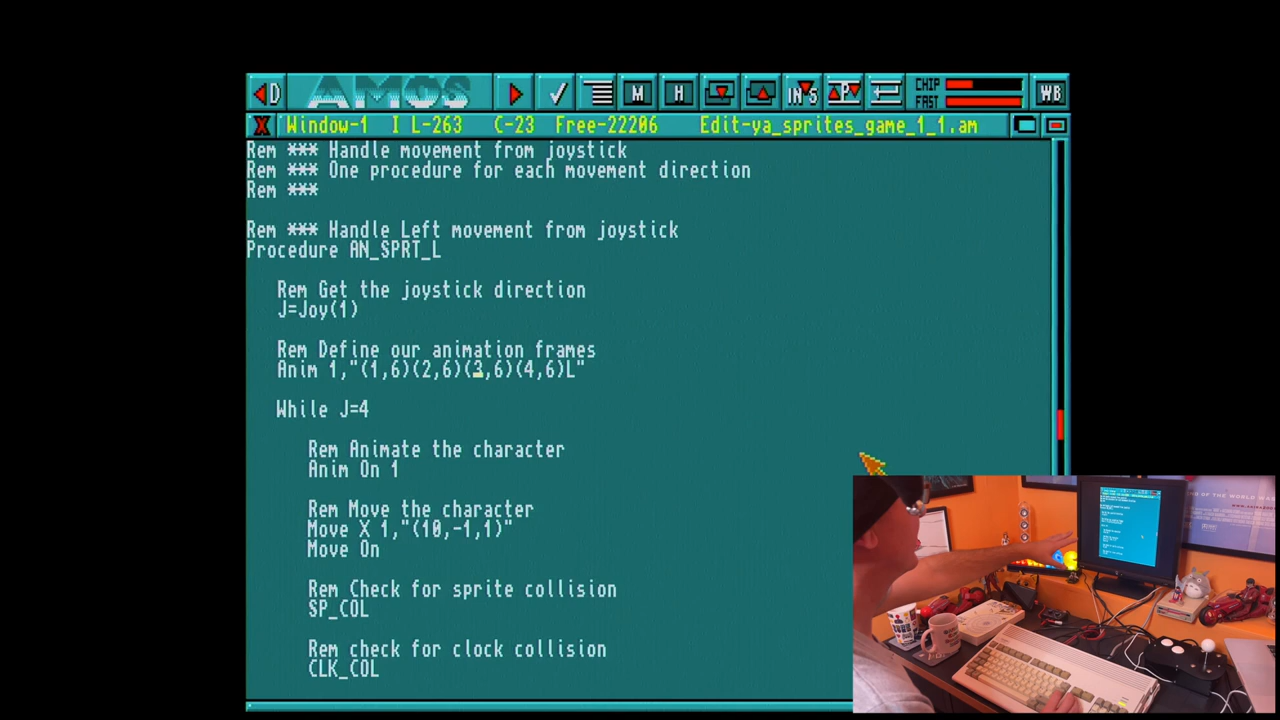 D AMOS M H IN'S P CHIP FAST WB
X Window-1 I L-263 C-23 Free-22206 Edit-ya_sprites_game_1_1.am
Rem *** Handle movement from joystick
Rem *** One procedure for each movement direction
Rem ***
Rem *** Handle Left movement from joystick
Procedure AN_SPRT_L
Rem Get the joystick direction
J=Joy(1)
Rem Define our animation frames
Anim 1,"(1,6)(2,6)(3,6)(4,6)L"
While J=4
Rem Animate the character
Anim On 1
Rem Move the character
Move X 1,"(10,-1,1)"
Move On
Rem Check for sprite collision
SP_COL
Rem check for clock collision
CLK_COL